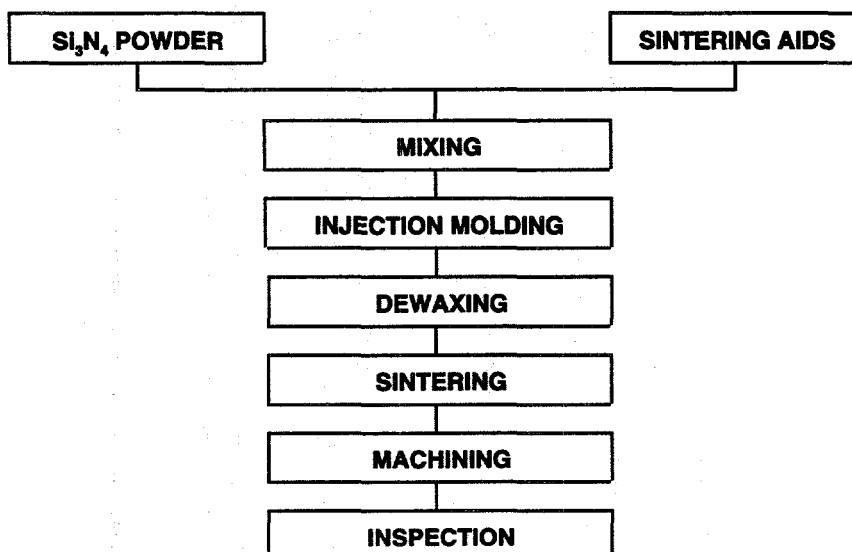 Si₃N₄ POWDER
SINTERING AIDS
MIXING
INJECTION MOLDING
DEWAXING
SINTERING
MACHINING
INSPECTION